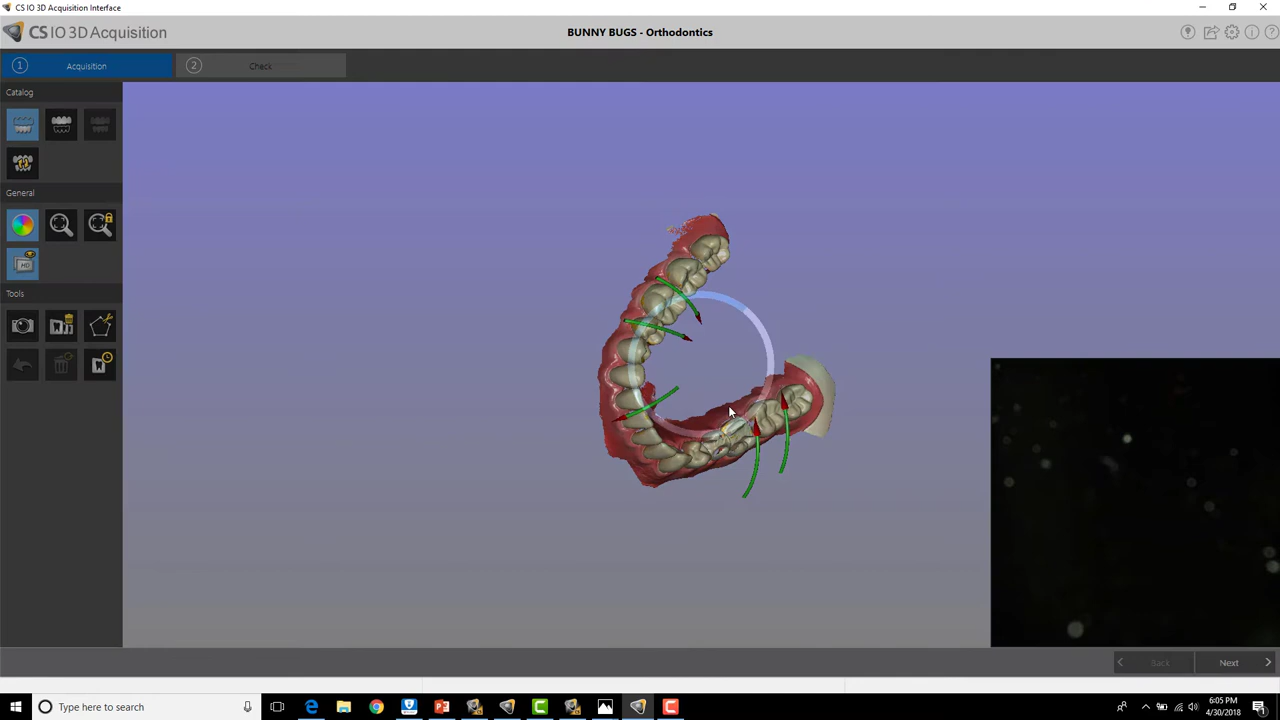 CS IO 3D Acquisition Interface
CS IO 3D Acquisition
BUNNY BUGS - Orthodontics
1 Acquisition
2 Check
Catalog
General
HD
Tools
Back
Next
Type here to search
6:05 PM
4/30/2018